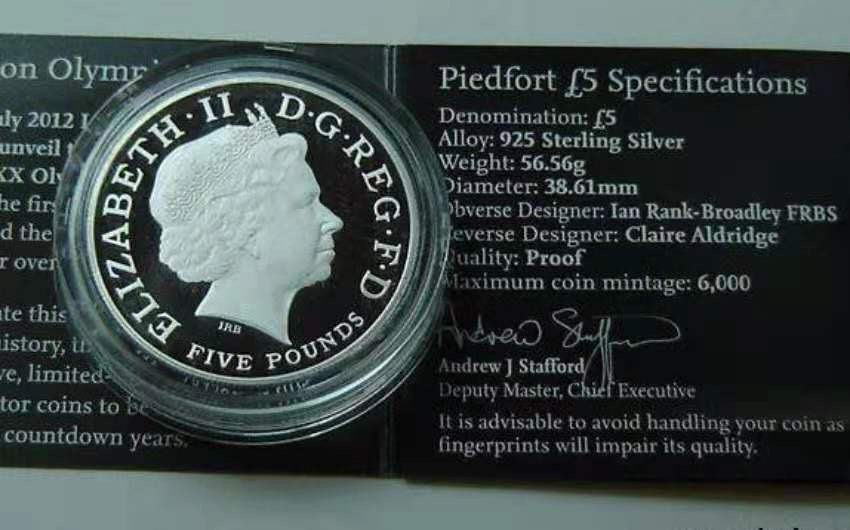 on Olymp
uly 2012
unveil
XX Ol
he firs
d the
r over
ate this
istory,
ve, limited-
tor coins to be
countdown years.
ELIZABETH·II D·G·REG·F·D
IRB
FIVE POUNDS
Piedfort £5 Specifications
Denomination: £5
Alloy: 925 Sterling Silver
Weight: 56.56g
Diameter: 38.61mm
Obverse Designer: Ian Rank-Broadley FRBS
Reverse Designer: Claire Aldridge
Quality: Proof
Maximum coin mintage: 6,000
Andrew Stafford
Andrew J Stafford
Deputy Master, Chief Executive
It is advisable to avoid handling your coin as
fingerprints will impair its quality.